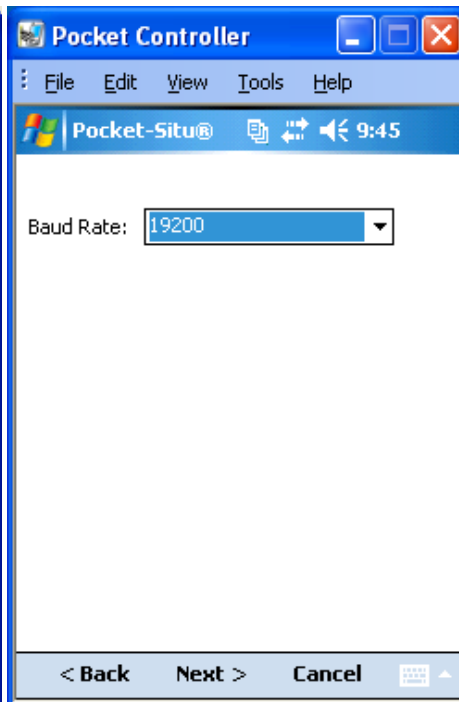 Pocket Controller
File Edit View Tools Help
Pocket-Situ® 9:45
Baud Rate: 19200
< Back Next > Cancel